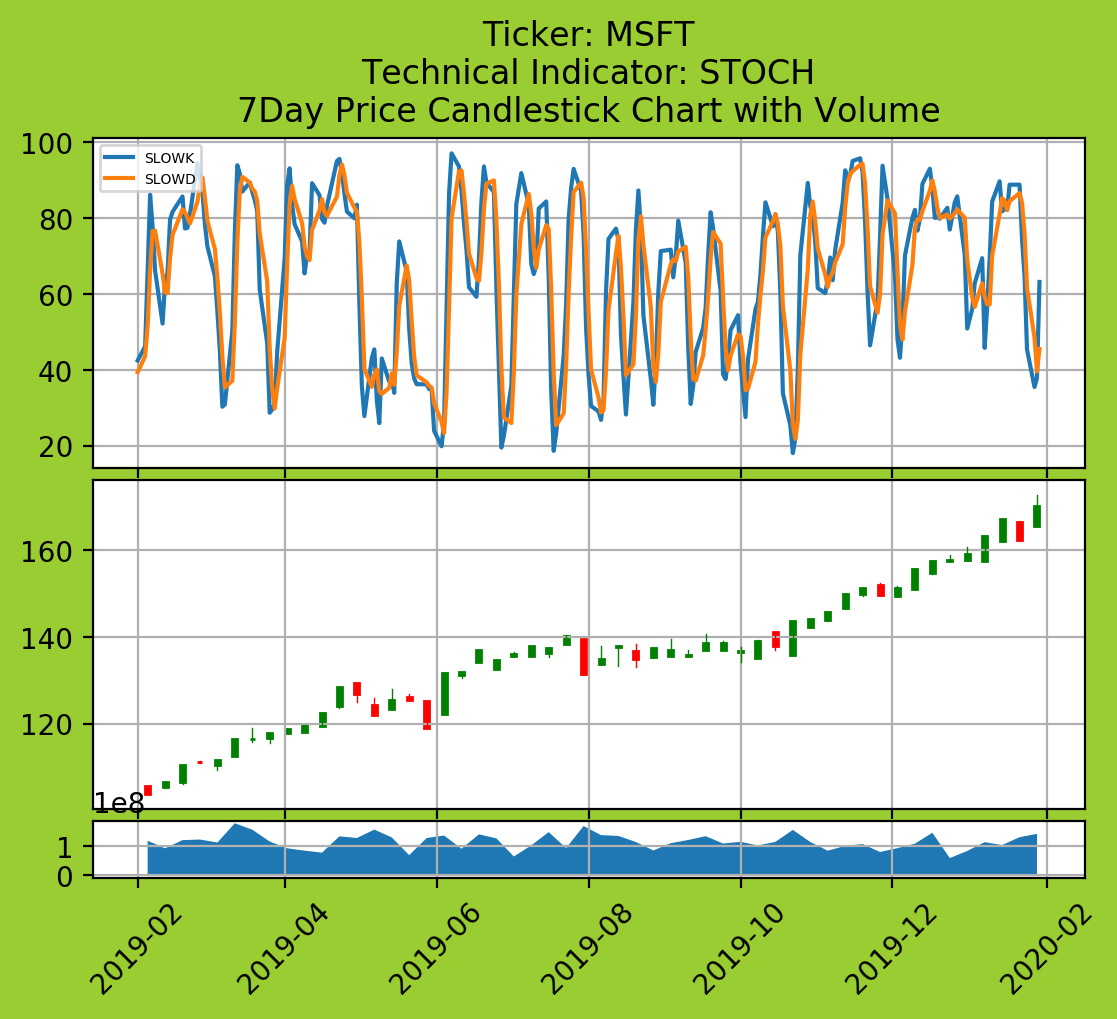 Ticker: MSFT
Technical Indicator: STOCH
7Day Price Candlestick Chart with Volume
SLOWK
SLOWD
100
80
60
40
20
160
140
120
1e8
1
0
2019-02
2019-04
2019-06
2019-08
2019-10
2019-12
2020-02